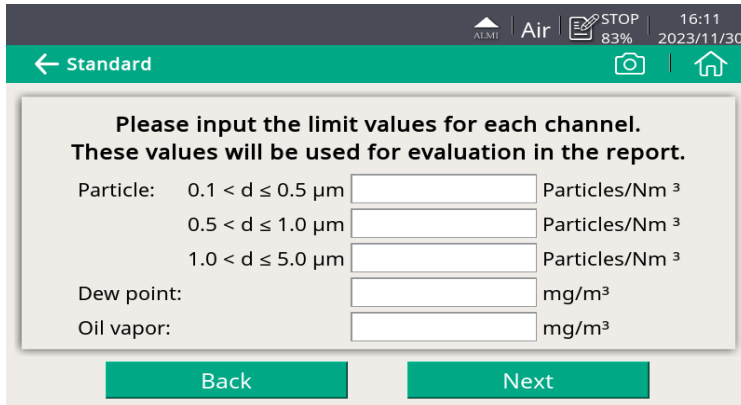 ALMI Air STOP 83% 16:11 2023/11/30
Standard
Please input the limit values for each channel.
These values will be used for evaluation in the report.
Particle: 0.1 < d ≤ 0.5 μm Particles/Nm ³
0.5 < d ≤ 1.0 μm Particles/Nm ³
1.0 < d ≤ 5.0 μm Particles/Nm ³
Dew point: mg/m³
Oil vapor: mg/m³
Back Next